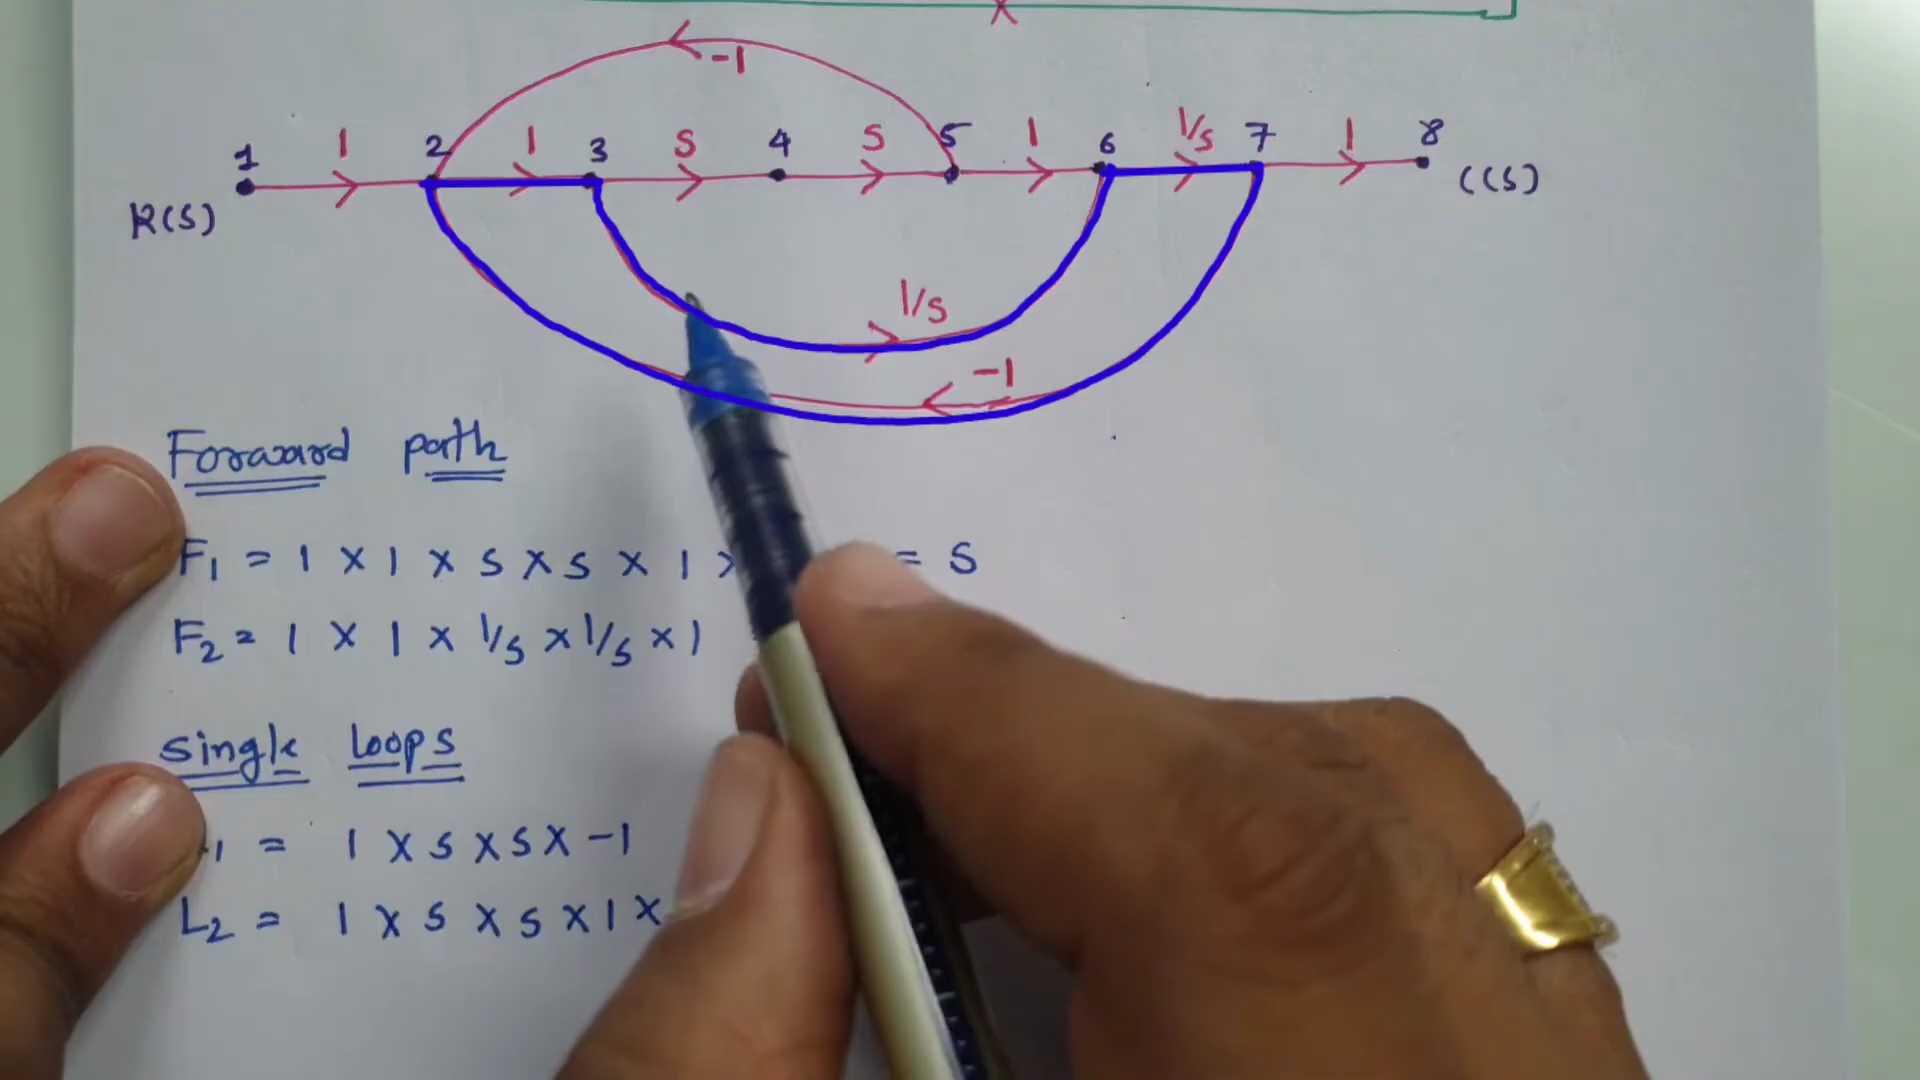 -1
1 1 2 1 3 S 4 S 5 1 6 1/S 7 1 8
R(S) C(S)
1/S
-1
Forward path
F1 = 1 X 1 X S X S X 1 X = S
F2 = 1 X 1 X 1/S X 1/S X 1
Single Loops
1 = 1 X S X S X -1
L2 = 1 X S X S X 1 X